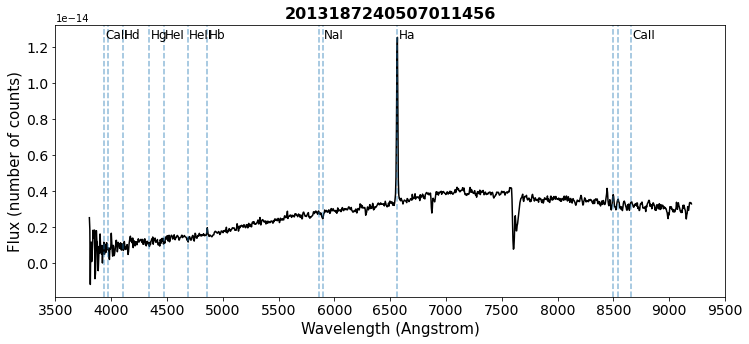 2013187240507011456
1e−14
CaII Hd Hg HeI HeII Hb NaI Ha CaII
1.2
1.0
0.8
0.6
0.4
0.2
0.0
Flux (number of counts)
3500 4000 4500 5000 5500 6000 6500 7000 7500 8000 8500 9000 9500
Wavelength (Angstrom)